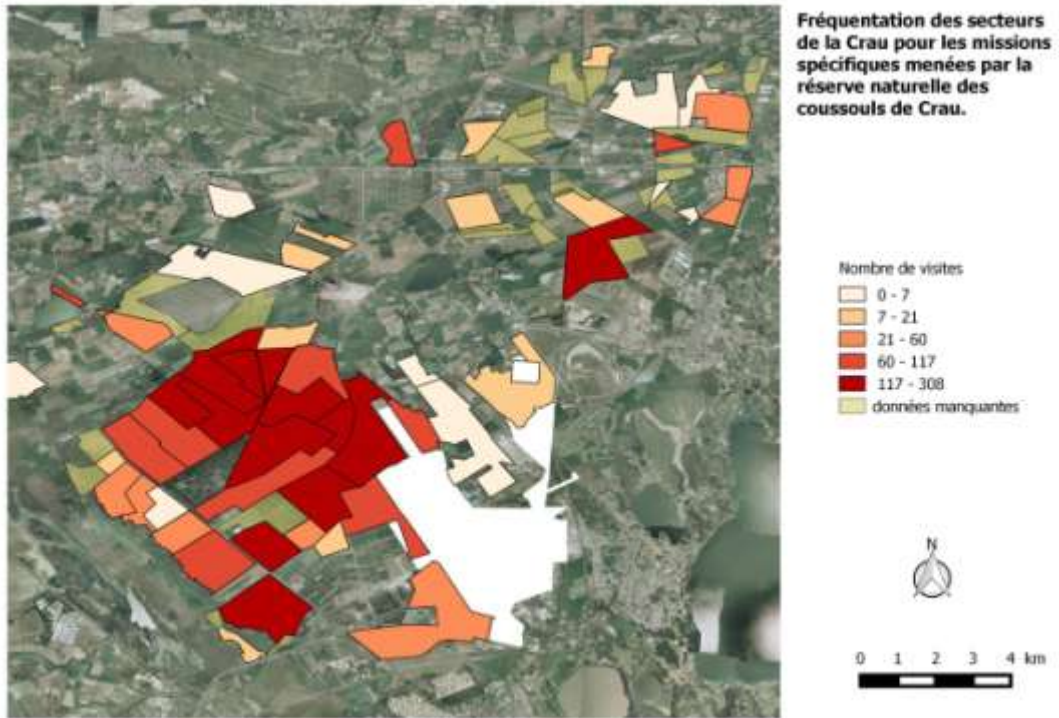 Fréquentation des secteurs
de la Crau pour les missions
spécifiques menées par la
réserve naturelle des
coussouls de Crau.
Nombre de visites
0 - 7
7 - 21
21 - 60
60 - 117
117 - 308
données manquantes
N
0 1 2 3 4 km